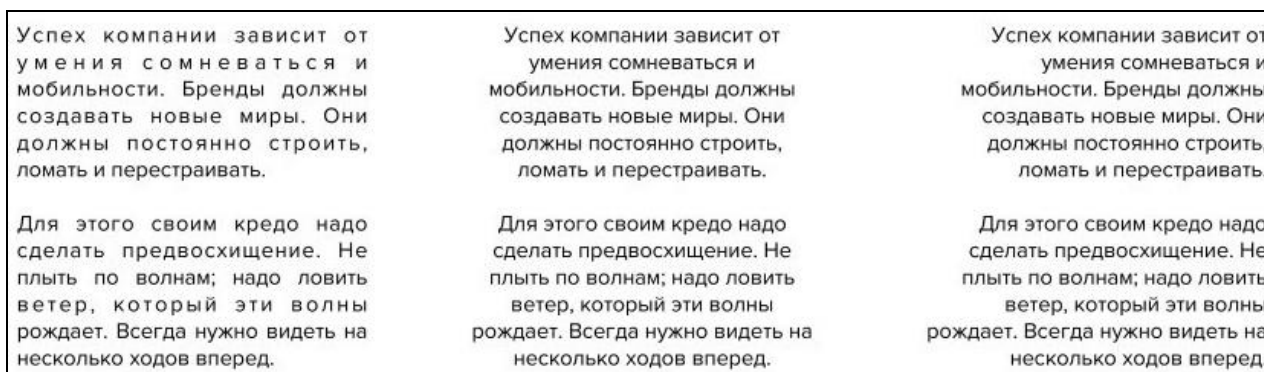 Успех компании зависит от
умения сомневаться и
мобильности. Бренды должны
создавать новые миры. Они
должны постоянно строить,
ломать и перестраивать.
Для этого своим кредо надо
сделать предвосхищение. Не
плыть по волнам; надо ловить
ветер, который эти волны
рождает. Всегда нужно видеть на
несколько ходов вперед.
Успех компании зависит от
умения сомневаться и
мобильности. Бренды должны
создавать новые миры. Они
должны постоянно строить,
ломать и перестраивать.
Для этого своим кредо надо
сделать предвосхищение. Не
плыть по волнам; надо ловить
ветер, который эти волны
рождает. Всегда нужно видеть на
несколько ходов вперед.
Успех компании зависит от
умения сомневаться и
мобильности. Бренды должны
создавать новые миры. Они
должны постоянно строить,
ломать и перестраивать.
Для этого своим кредо надо
сделать предвосхищение. Не
плыть по волнам; надо ловить
ветер, который эти волны
рождает. Всегда нужно видеть на
несколько ходов вперед.